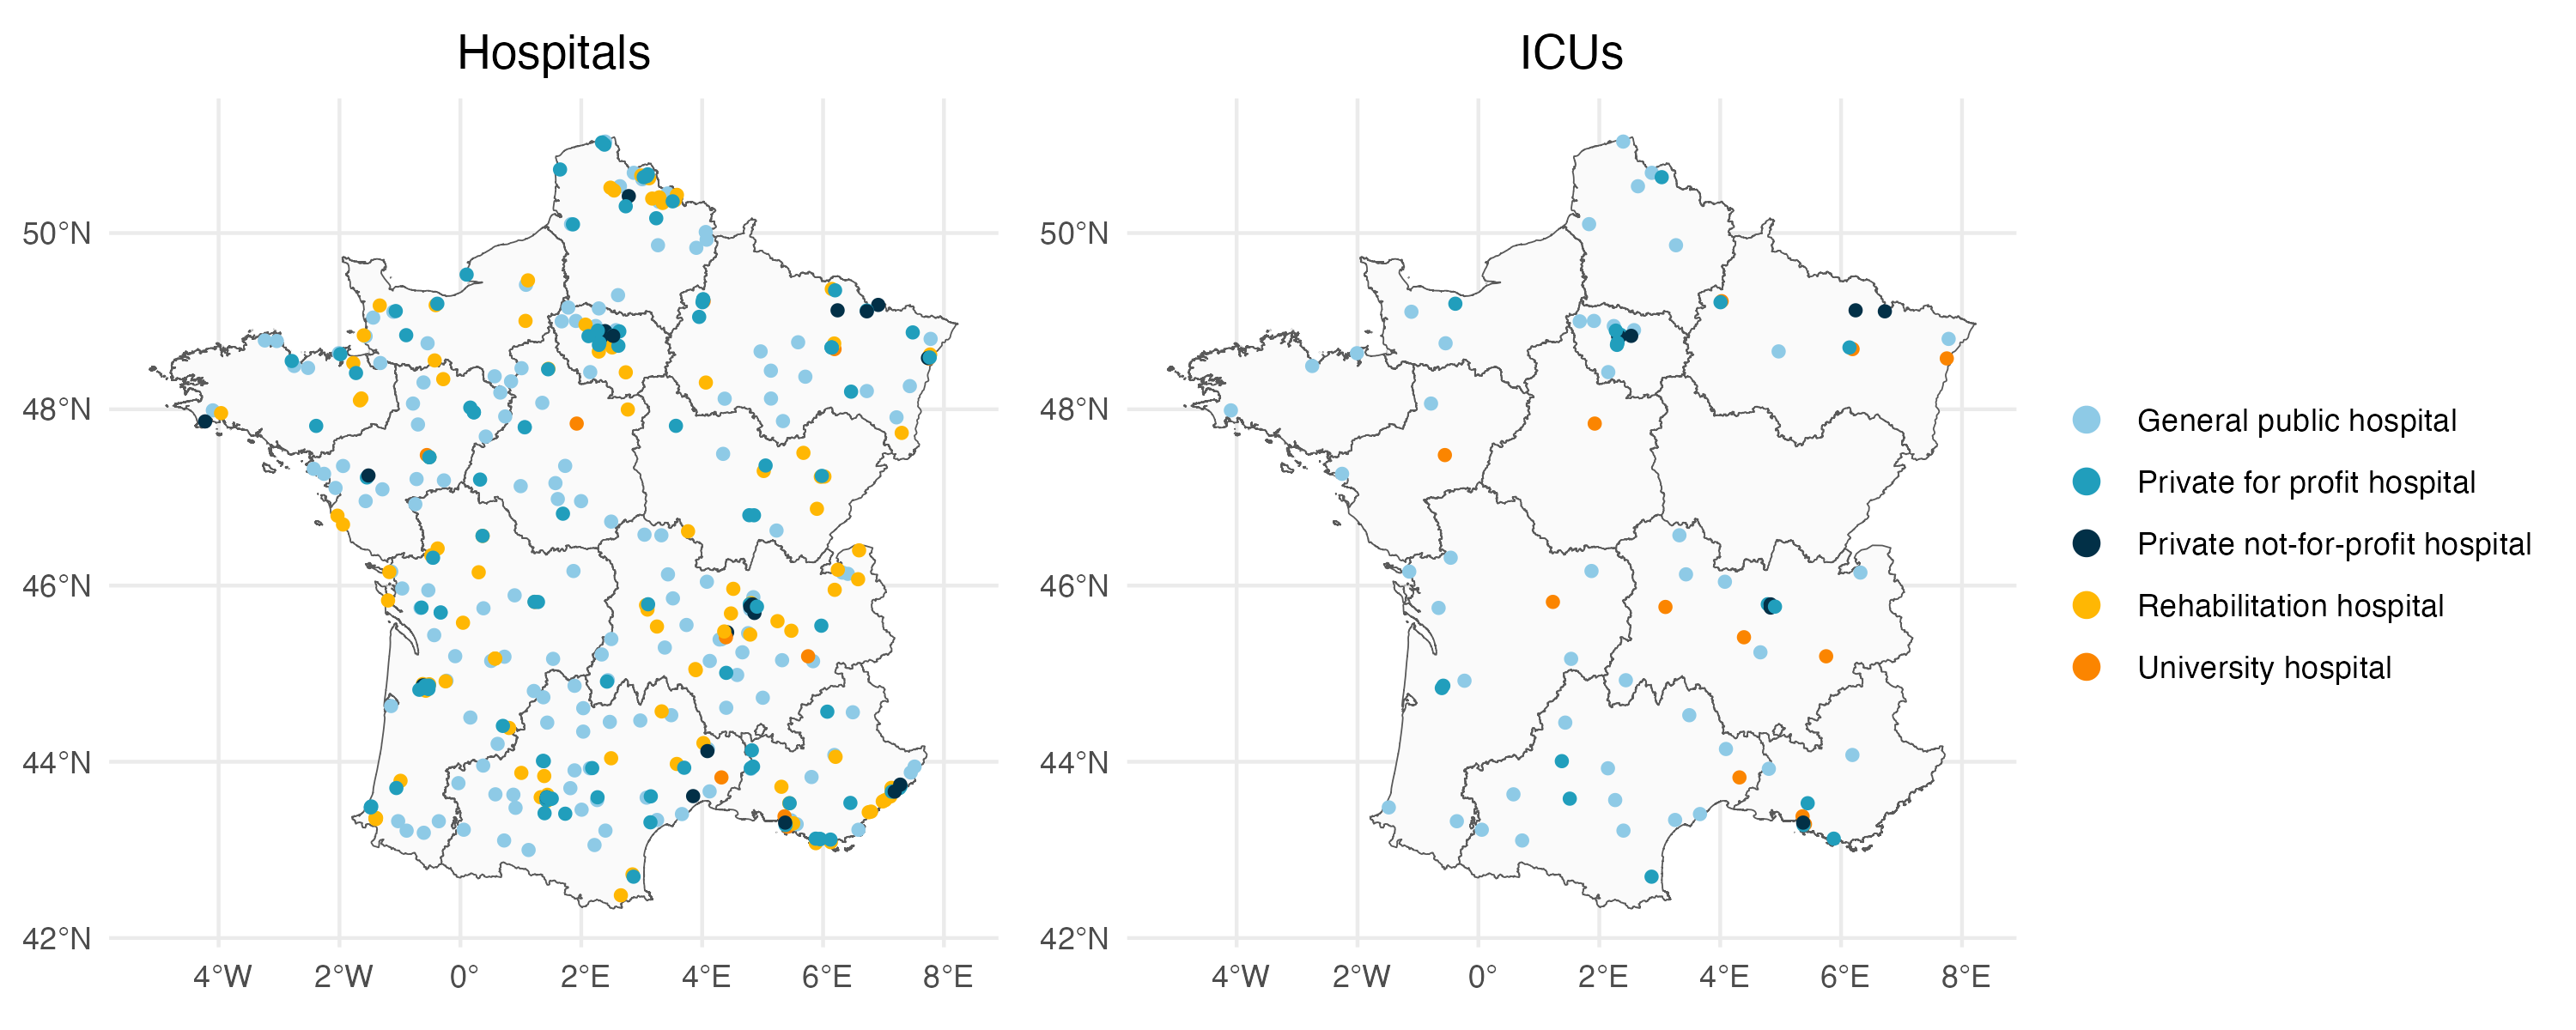 Hospitals
ICUs
50°N
48°N
46°N
44°N
42°N
4°W 2°W 0° 2°E 4°E 6°E 8°E
50°N
48°N
46°N
44°N
42°N
4°W 2°W 0° 2°E 4°E 6°E 8°E
General public hospital
Private for profit hospital
Private not-for-profit hospital
Rehabilitation hospital
University hospital